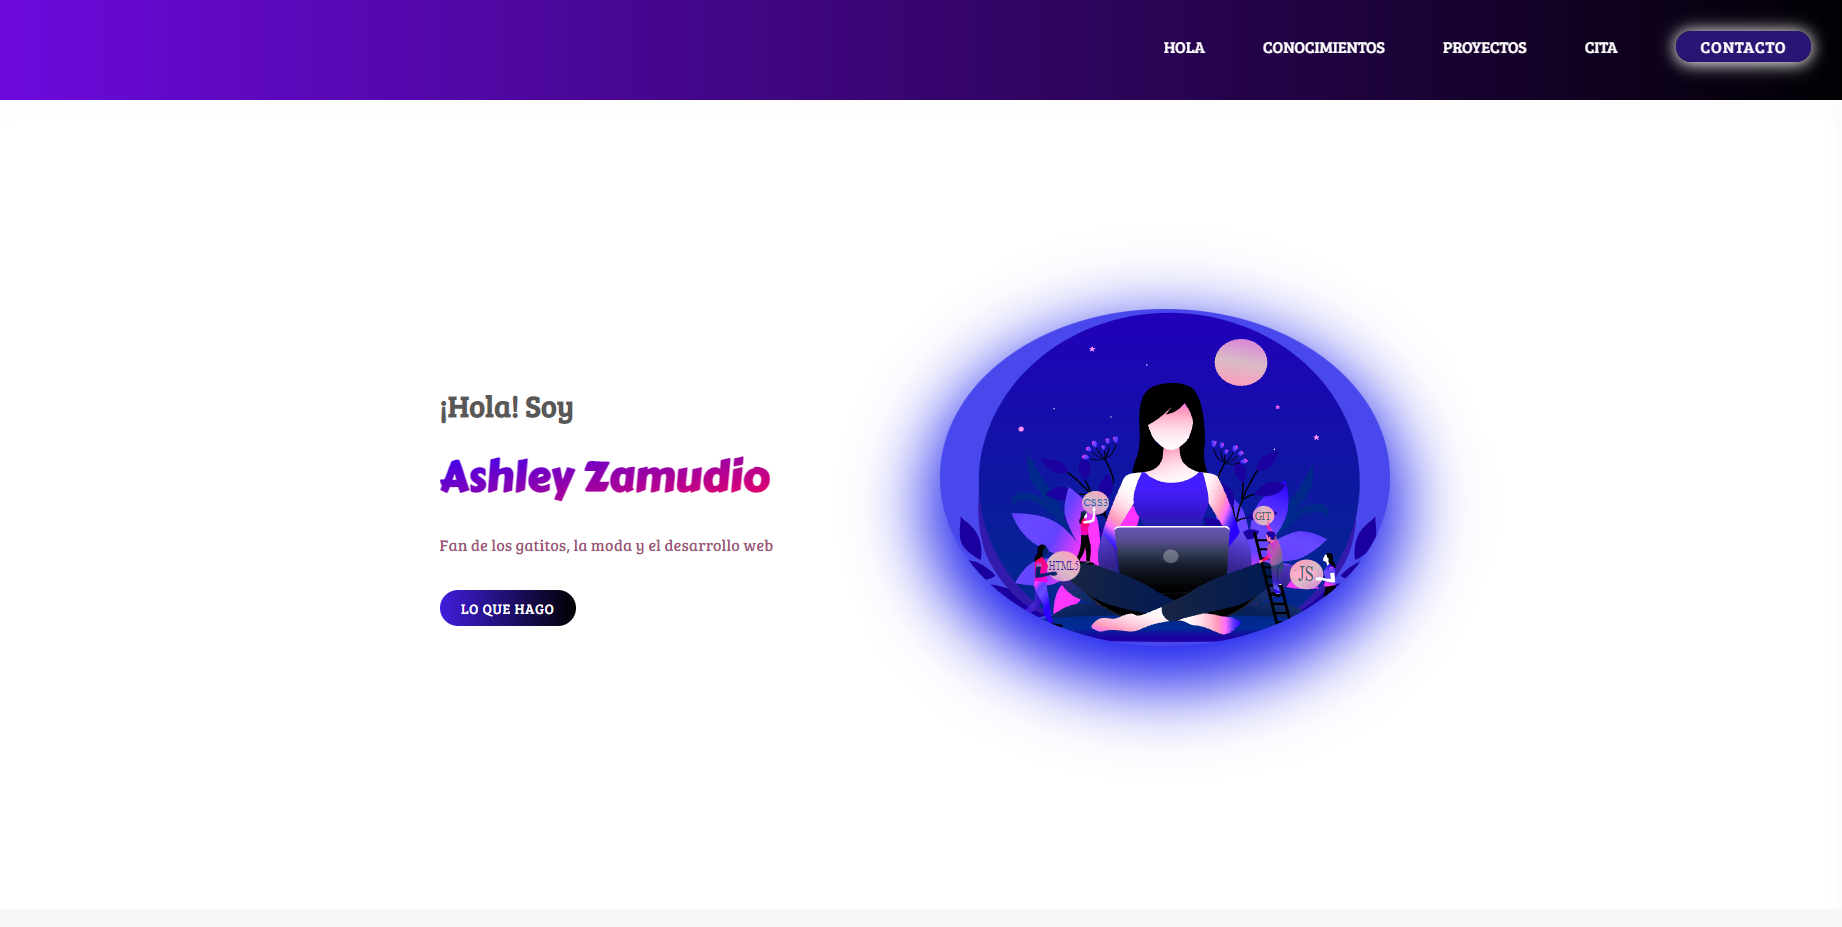 HOLA CONOCIMIENTOS PROYECTOS CITA CONTACTO
¡Hola! Soy
Ashley Zamudio
Fan de los gatitos, la moda y el desarrollo web
LO QUE HAGO
CSS3
GIT
HTML5
JS